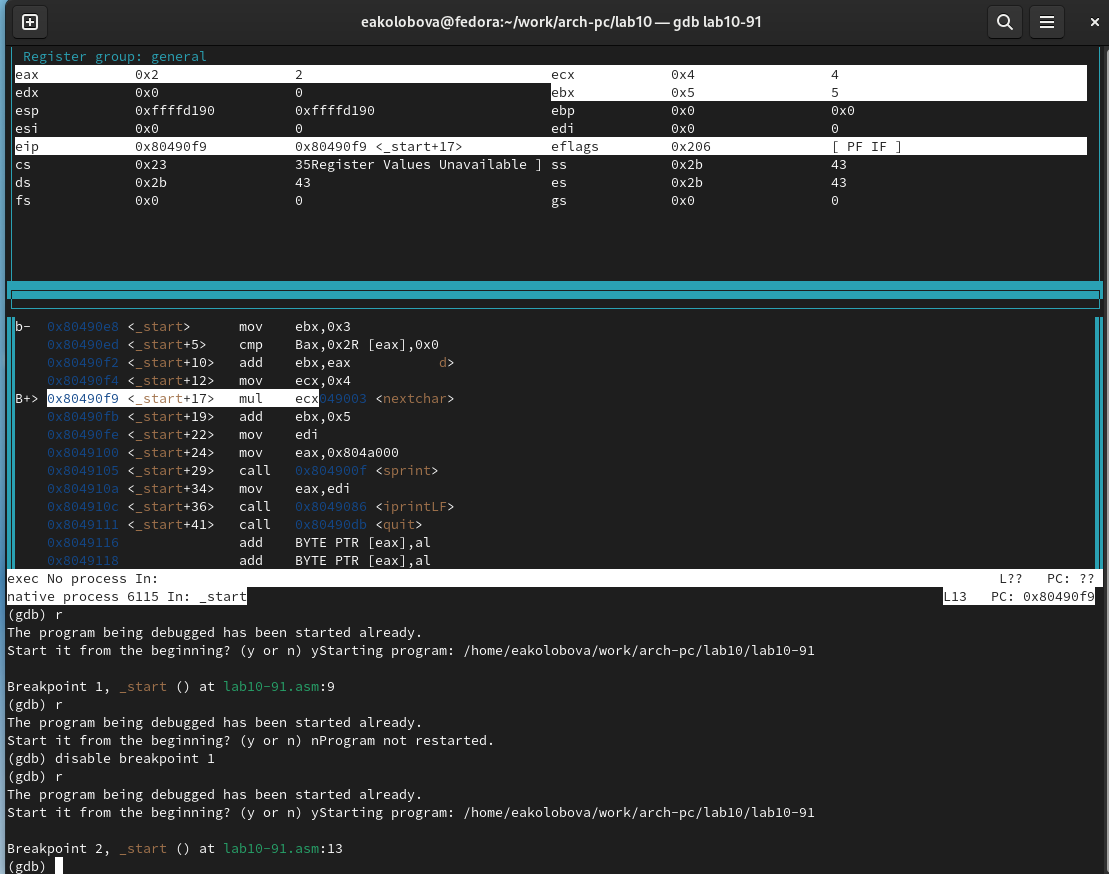 eakolobova@fedora:~/work/arch-pc/lab10 — gdb lab10-91
Register group: general
eax 0x2 2 ecx 0x4 4
edx 0x0 0 ebx 0x5 5
esp 0xffffd190 0xffffd190 ebp 0x0 0x0
esi 0x0 0 edi 0x0 0
eip 0x80490f9 0x80490f9 <_start+17> eflags 0x206 [ PF IF ]
cs 0x23 35Register Values Unavailable ] ss 0x2b 43
ds 0x2b 43 es 0x2b 43
fs 0x0 0 gs 0x0 0
b- 0x80490e8 <_start> mov ebx,0x3
0x80490ed <_start+5> cmp Bax,0x2R [eax],0x0
0x80490f2 <_start+10> add ebx,eax d>
0x80490f4 <_start+12> mov ecx,0x4
B+> 0x80490f9 <_start+17> mul ecx049003 <nextchar>
0x80490fb <_start+19> add ebx,0x5
0x80490fe <_start+22> mov edi
0x8049100 <_start+24> mov eax,0x804a000
0x8049105 <_start+29> call 0x804900f <sprint>
0x804910a <_start+34> mov eax,edi
0x804910c <_start+36> call 0x8049086 <iprintLF>
0x8049111 <_start+41> call 0x80490db <quit>
0x8049116 add BYTE PTR [eax],al
0x8049118 add BYTE PTR [eax],al
exec No process In: L?? PC: ??
native process 6115 In: _start L13 PC: 0x80490f9
(gdb) r
The program being debugged has been started already.
Start it from the beginning? (y or n) yStarting program: /home/eakolobova/work/arch-pc/lab10/lab10-91
Breakpoint 1, _start () at lab10-91.asm:9
(gdb) r
The program being debugged has been started already.
Start it from the beginning? (y or n) nProgram not restarted.
(gdb) disable breakpoint 1
(gdb) r
The program being debugged has been started already.
Start it from the beginning? (y or n) yStarting program: /home/eakolobova/work/arch-pc/lab10/lab10-91
Breakpoint 2, _start () at lab10-91.asm:13
(gdb)